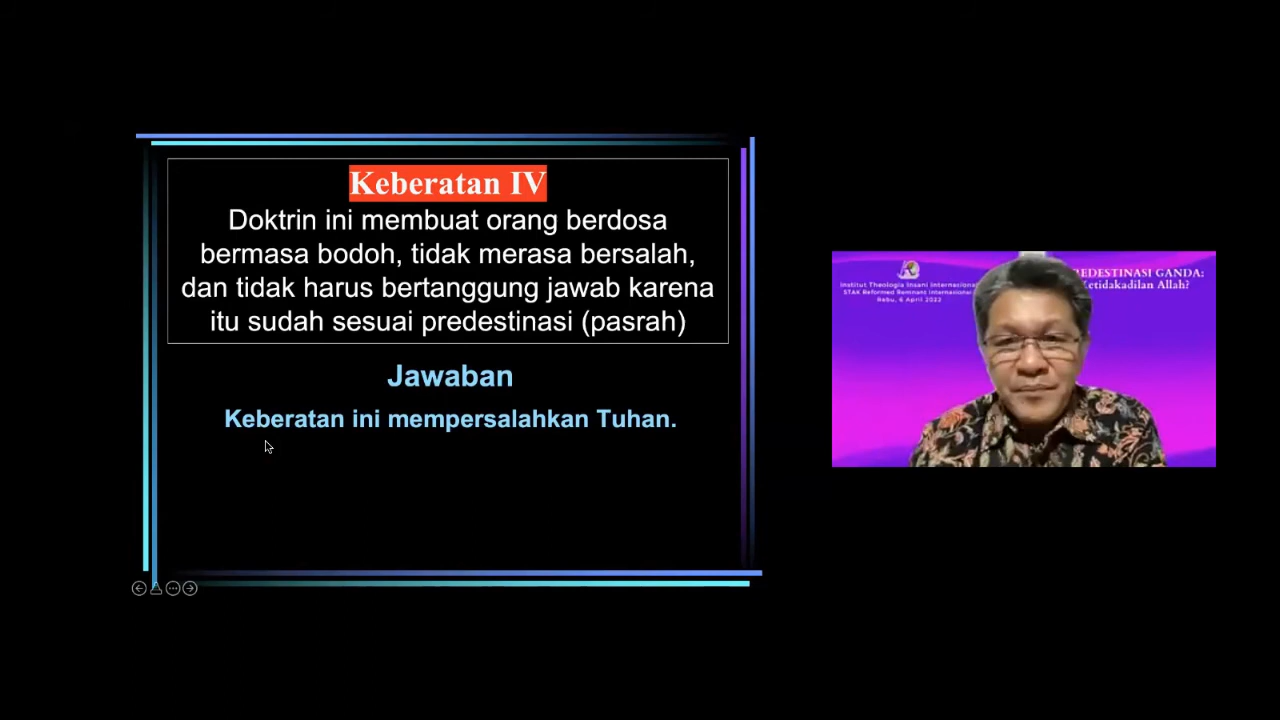 Keberatan IV
Doktrin ini membuat orang berdosa
bermasa bodoh, tidak merasa bersalah,
dan tidak harus bertanggung jawab karena
itu sudah sesuai predestinasi (pasrah)
Jawaban
Keberatan ini mempersalahkan Tuhan.
Institut Theologia Insani Internasional
STAK Reformed Remnant Internasional
Rabu, 6 April 2022
REDESTINASI GANDA:
Ketidakadilan Allah?